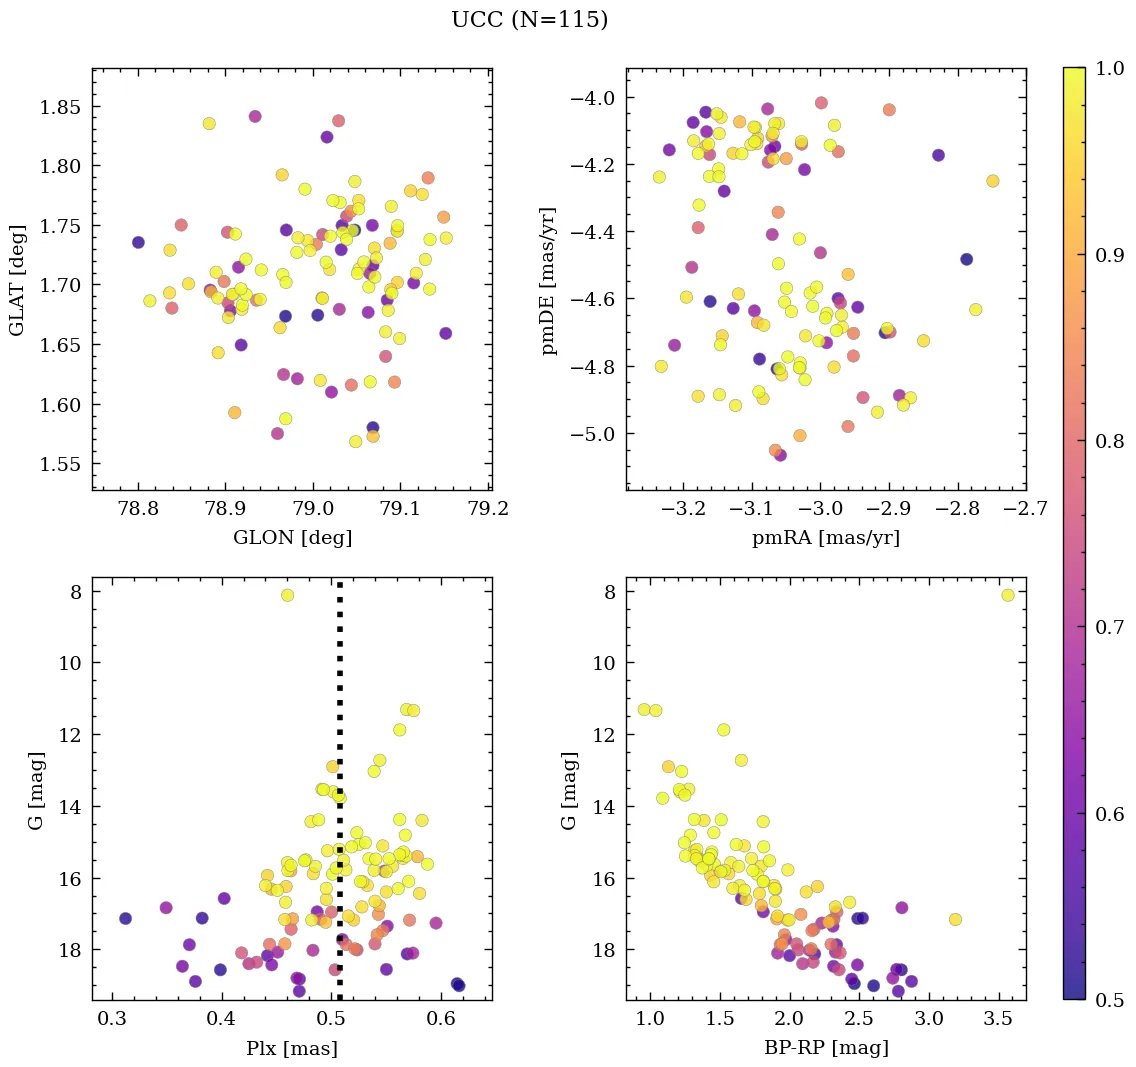 UCC (N=115)
1.85
1.80
1.75
1.70
1.65
1.60
1.55
GLAT [deg]
78.8 78.9 79.0 79.1 79.2
GLON [deg]
−4.0
−4.2
−4.4
−4.6
−4.8
−5.0
pmDE [mas/yr]
−3.2 −3.1 −3.0 −2.9 −2.8 −2.7
pmRA [mas/yr]
8
10
12
14
16
18
G [mag]
0.3 0.4 0.5 0.6
Plx [mas]
8
10
12
14
16
18
G [mag]
1.0 1.5 2.0 2.5 3.0 3.5
BP-RP [mag]
1.0
0.9
0.8
0.7
0.6
0.5